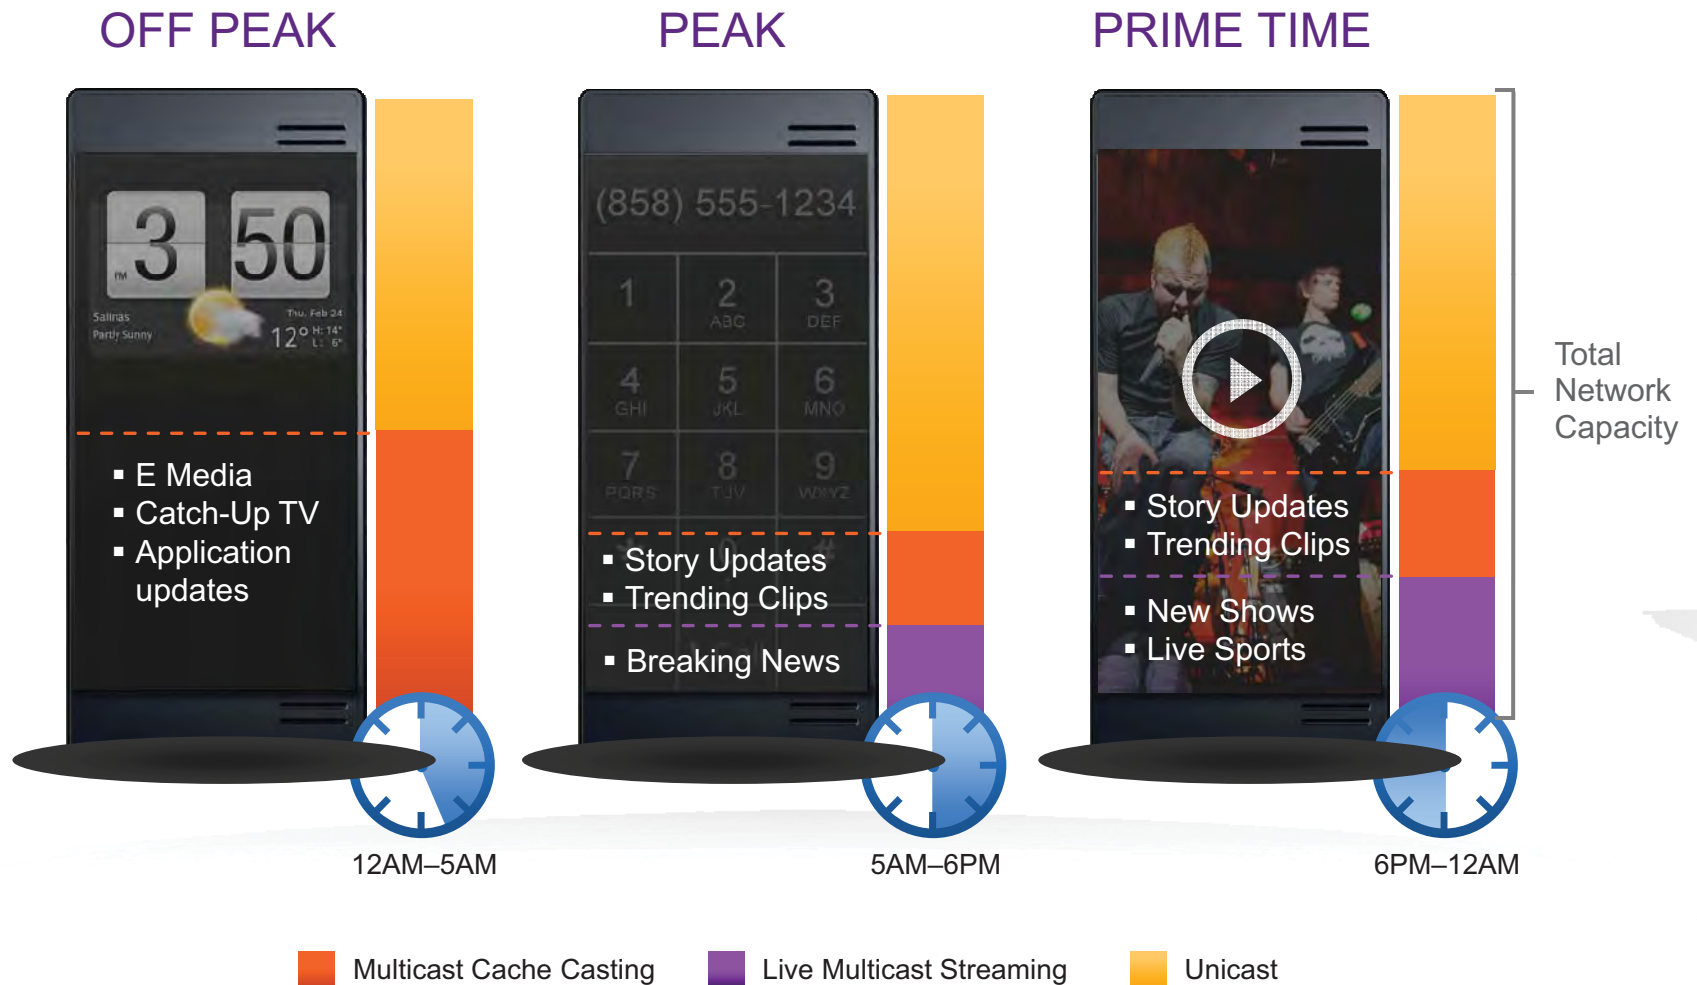 OFF PEAK
PEAK
PRIME TIME
3 50
PM
Salinas
Partly Sunny
Thu, Feb 24
12° H: 14°
L: 6°
E Media
Catch-Up TV
Application
updates
12AM–5AM
(858) 555-1234
1
2
ABC
3
DEF
4
GHI
5
JKL
6
MNO
7
PQRS
8
TUV
9
WXYZ
#
Story Updates
Trending Clips
Breaking News
5AM–6PM
Story Updates
Trending Clips
New Shows
Live Sports
6PM–12AM
Total
Network
Capacity
Multicast Cache Casting
Live Multicast Streaming
Unicast